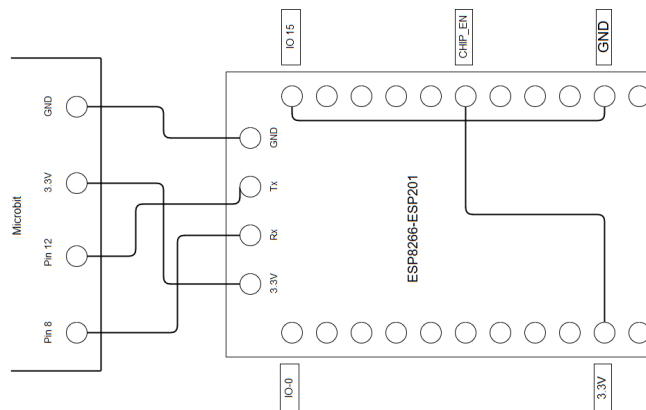 IO 15
CHIP_EN
GND
GND
GND
3.3V
Tx
Microbit
ESP8266-ESP201
Pin 12
Rx
3.3V
Pin 8
IO-0
3.3V